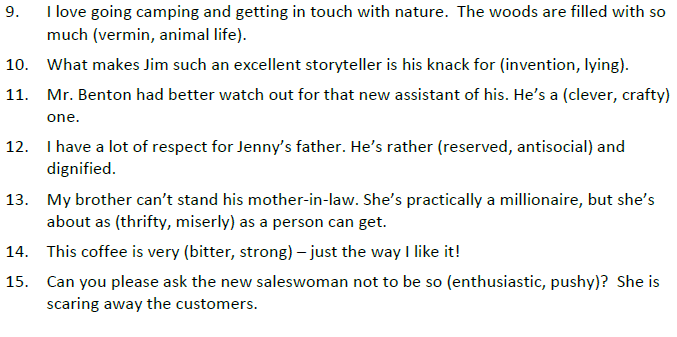 9. I love going camping and getting in touch with nature.  The woods are filled with so
much (vermin, animal life).
10. What makes Jim such an excellent storyteller is his knack for (invention, lying).
11. Mr. Benton had better watch out for that new assistant of his. He’s a (clever, crafty)
one.
12. I have a lot of respect for Jenny’s father. He’s rather (reserved, antisocial) and
dignified.
13. My brother can’t stand his mother-in-law. She’s practically a millionaire, but she’s
about as (thrifty, miserly) as a person can get.
14. This coffee is very (bitter, strong) – just the way I like it!
15. Can you please ask the new saleswoman not to be so (enthusiastic, pushy)?  She is
scaring away the customers.